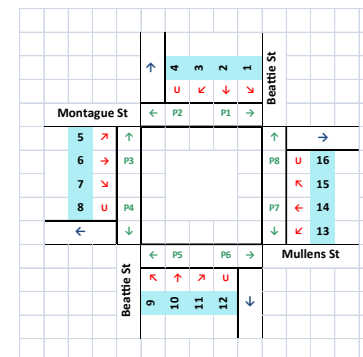 4 3 2 1
Beattie St
U
Montague St
P2 P1
5
6 P3
7
8 U P4
P8 U 16
15
P7 14
13
P5 P6
Mullens St
Beattie St
U
9 10 11 12